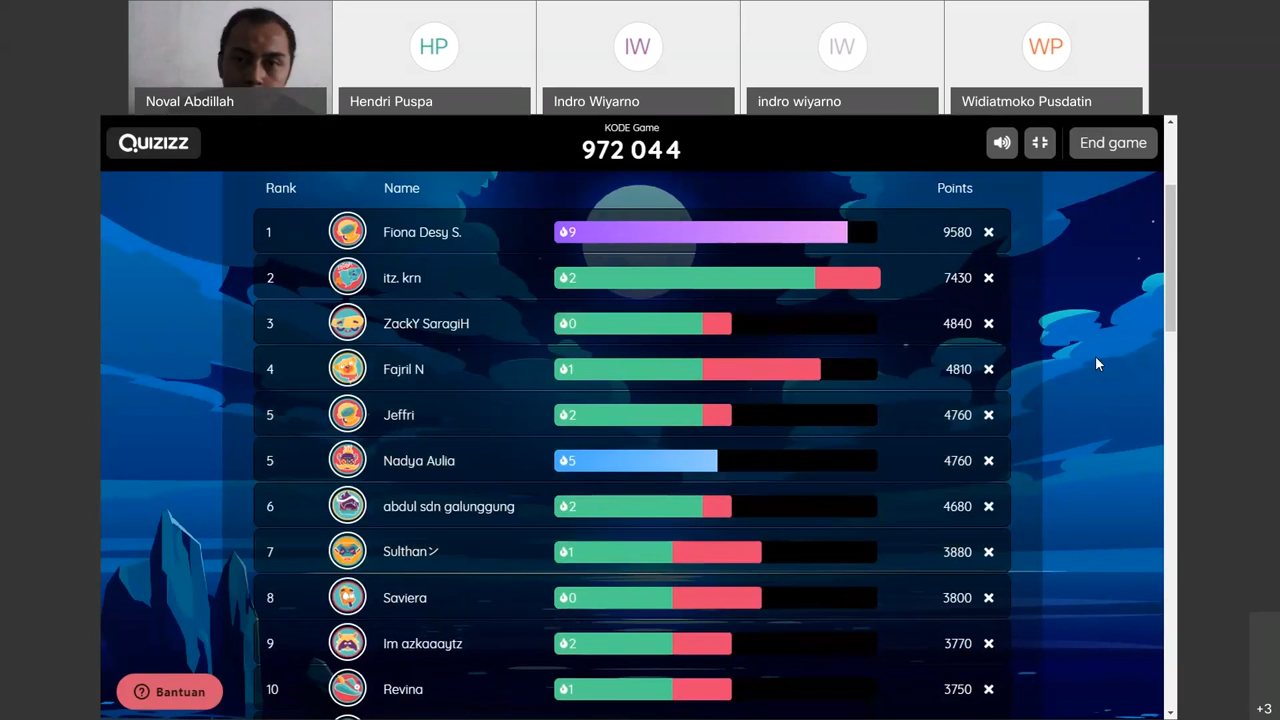 HP
IW
IW
WP
Noval Abdillah
Hendri Puspa
Indro Wiyarno
indro wiyarno
Widiatmoko Pusdatin
QUIZIZZ
KODE Game
972 044
End game
Rank Name Points
1 Fiona Desy S. 9 9580
2 itz. krn 2 7430
3 ZackY SaragiH 0 4840
4 Fajril N 1 4810
5 Jeffri 2 4760
5 Nadya Aulia 5 4760
6 abdul sdn galunggung 2 4680
7 Sulthanン 1 3880
8 Saviera 0 3800
9 Im azkaaaytz 2 3770
10 Revina 1 3750
Bantuan
+3